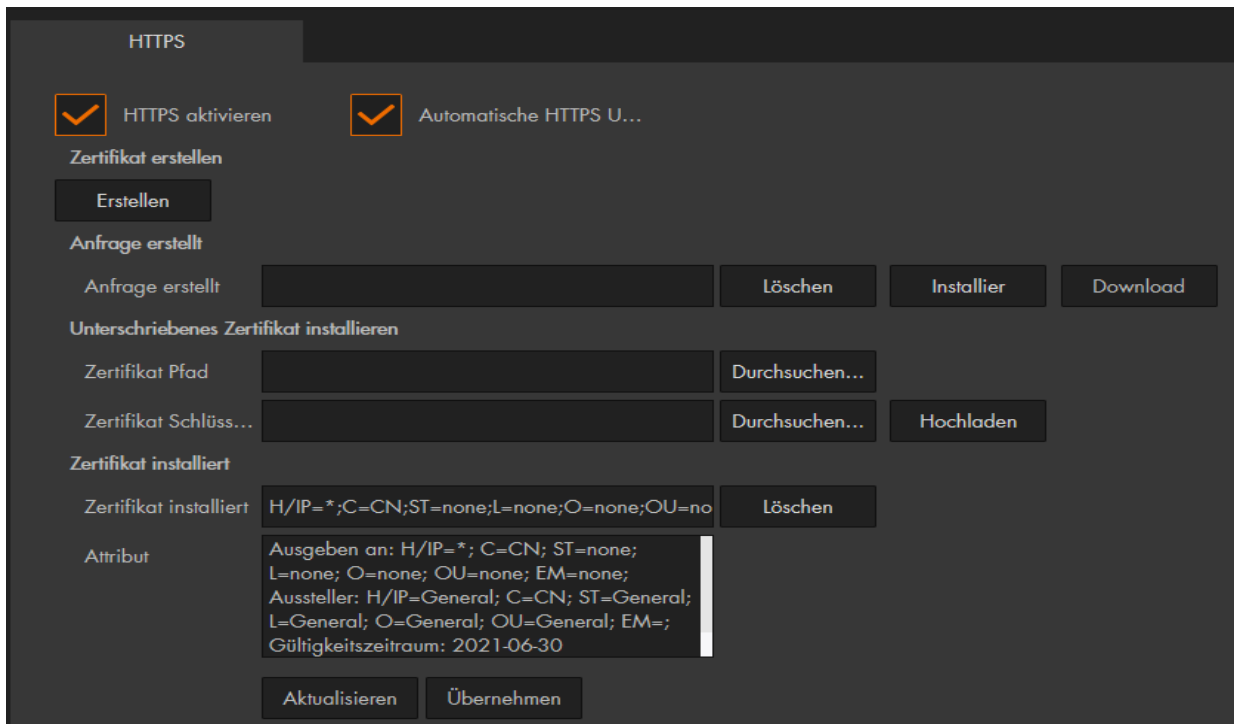 HTTPS
HTTPS aktivieren Automatische HTTPS U...
Zertifikat erstellen
Erstellen
Anfrage erstellt
Anfrage erstellt Löschen Installier Download
Unterschriebenes Zertifikat installieren
Zertifikat Pfad Durchsuchen...
Zertifikat Schlüss... Durchsuchen... Hochladen
Zertifikat installiert
Zertifikat installiert H/IP=*;C=CN;ST=none;L=none;O=none;OU=no Löschen
Attribut
Ausgeben an: H/IP=*; C=CN; ST=none;
L=none; O=none; OU=none; EM=none;
Aussteller: H/IP=General; C=CN; ST=General;
L=General; O=General; OU=General; EM=;
Gültigkeitszeitraum: 2021-06-30
Aktualisieren Übernehmen